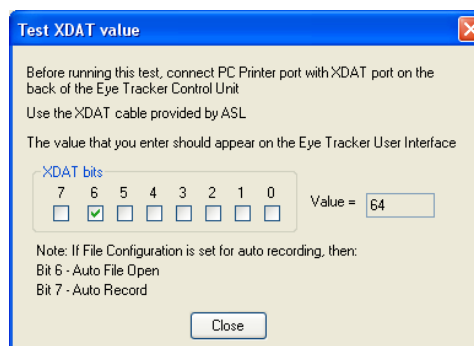 Test XDAT value
Before running this test, connect PC Printer port with XDAT port on the
back of the Eye Tracker Control Unit
Use the XDAT cable provided by ASL
The value that you enter should appear on the Eye Tracker User Interface
XDAT bits
7 6 5 4 3 2 1 0
Value = 64
Note: If File Configuration is set for auto recording, then:
Bit 6 - Auto File Open
Bit 7 - Auto Record
Close